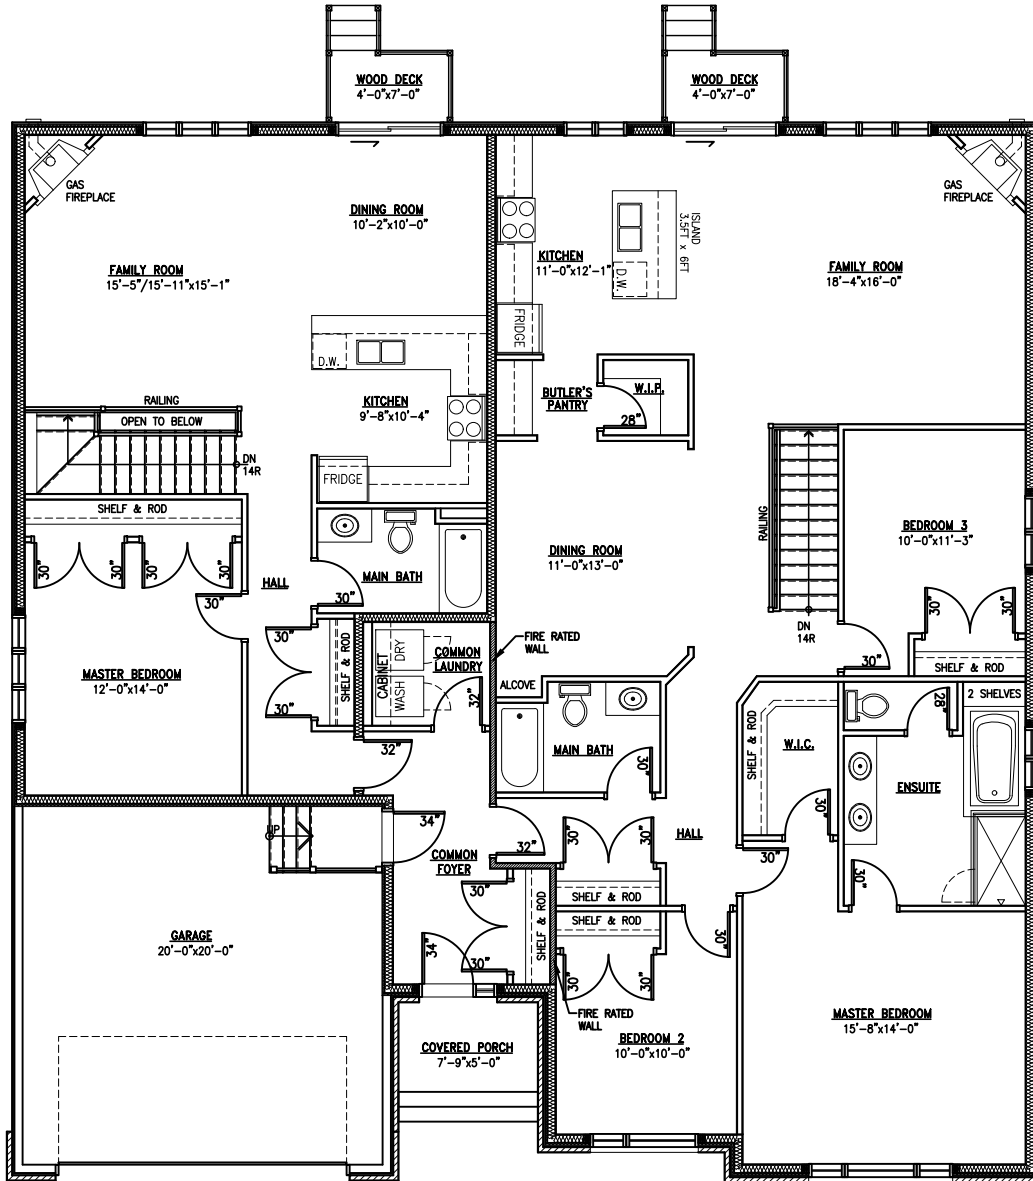 WOOD DECK
4'-0"x7'-0"
WOOD DECK
4'-0"x7'-0"
GAS
FIREPLACE
DINING ROOM
10'-2"x10'-0"
FAMILY ROOM
15'-5"/15'-11"x15'-1"
D.W.
KITCHEN
9'-8"x10'-4"
FRIDGE
RAILING
OPEN TO BELOW
DN
14R
SHELF & ROD
30"
30"
30"
30"
HALL
30"
MAIN BATH
30"
30"
SHELF & ROD
30"
MASTER BEDROOM
12'-0"x14'-0"
CABINET
DRY
WASH
COMMON
LAUNDRY
32"
32"
GAS
FIREPLACE
ISLAND
3.5FT x 6FT
KITCHEN
11'-0"x12'-1"
D.W.
FRIDGE
FAMILY ROOM
18'-4"x16'-0"
BUTLER'S
PANTRY
W.I.P.
28"
DINING ROOM
11'-0"x13'-0"
RAILING
DN
14R
BEDROOM 3
10'-0"x11'-3"
30"
30"
SHELF & ROD
30"
FIRE RATED
WALL
ALCOVE
MAIN BATH
30"
SHELF & ROD
W.I.C.
30"
28"
2 SHELVES
ENSUITE
30"
UP
34"
COMMON
FOYER
32"
30"
SHELF & ROD
30"
34"
30"
30"
HALL
30"
SHELF & ROD
SHELF & ROD
30"
30"
30"
GARAGE
20'-0"x20'-0"
FIRE RATED
WALL
COVERED PORCH
7'-9"x5'-0"
BEDROOM 2
10'-0"x10'-0"
MASTER BEDROOM
15'-8"x14'-0"